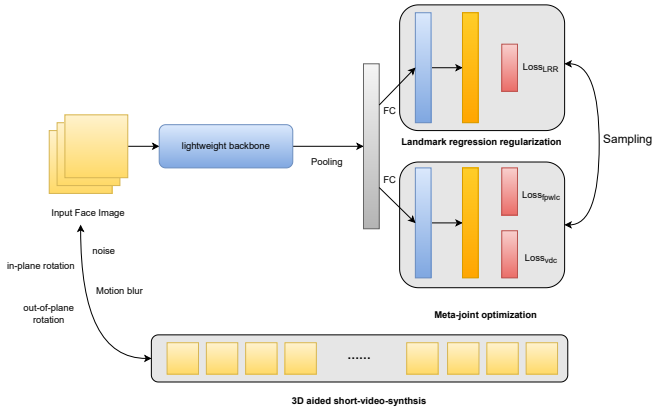 Loss_LRR
FC
Landmark regression regularization
lightweight backbone
Pooling
Sampling
FC
Loss_fpwlc
Input Face Image
noise
in-plane rotation
Loss_vdc
Motion blur
out-of-plane
rotation
Meta-joint optimization
......
3D aided short-video-synthsis